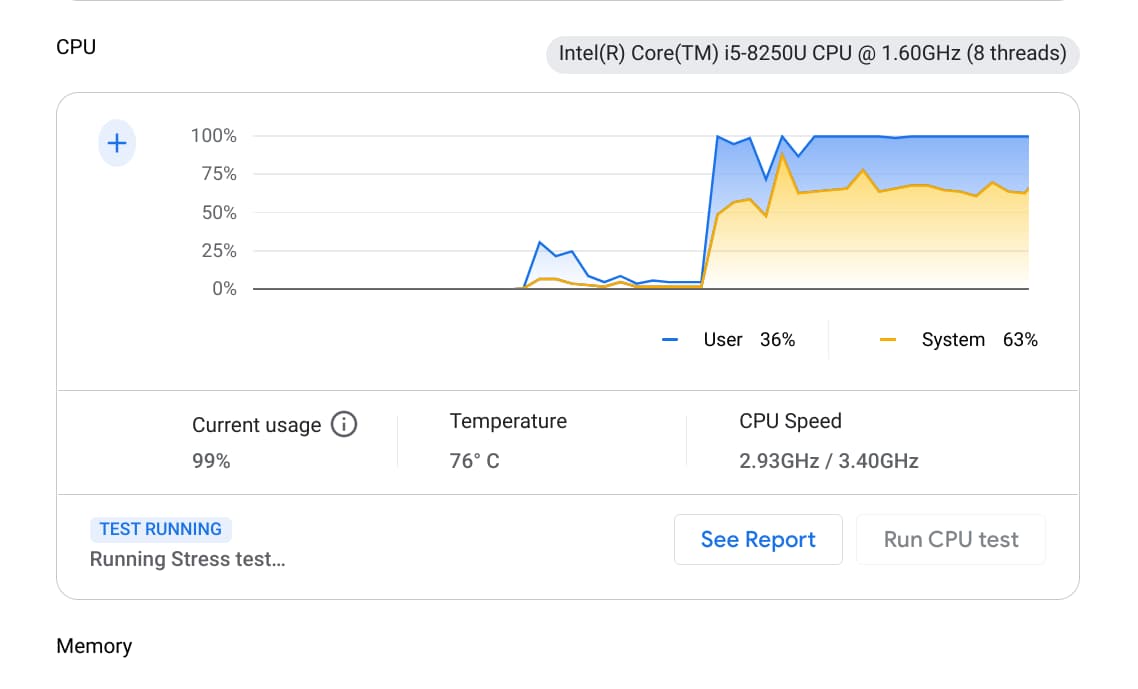 CPU
Intel(R) Core(TM) i5-8250U CPU @ 1.60GHz (8 threads)
100%
75%
50%
25%
0%
User 36%
System 63%
Current usage
99%
Temperature
76° C
CPU Speed
2.93GHz / 3.40GHz
TEST RUNNING
Running Stress test...
See Report
Run CPU test
Memory